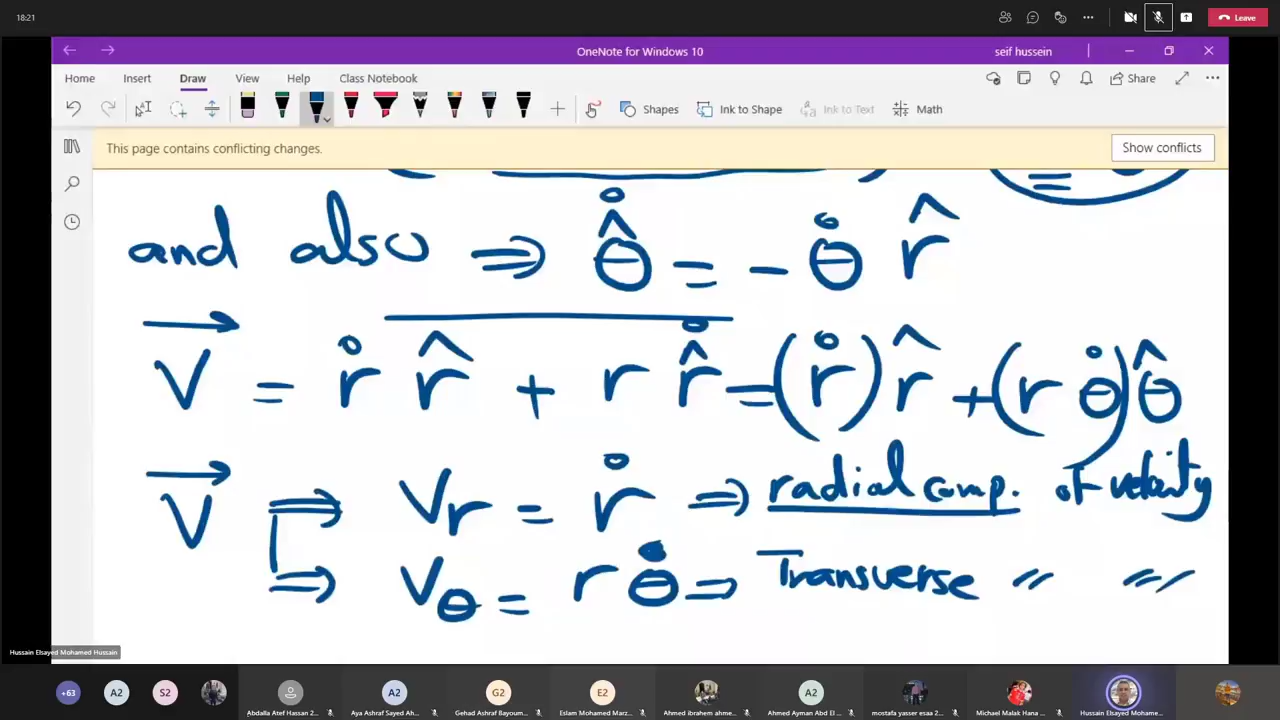 18:21
Leave
OneNote for Windows 10
seif hussein
Home Insert Draw View Help Class Notebook
Share
Shapes Ink to Shape Ink to Text Math
This page contains conflicting changes.
Show conflicts
and also ⇒ θ̂̇ = - θ̇ r̂
V⃗ = ṙ r̂ + r r̂̇ = (ṙ) r̂ + (r θ̇) θ̂
V⃗ ⇒ Vr = ṙ ⇒ radial comp. of velocity
⇒ Vθ = r θ̇ ⇒ Transverse 〃 〃
Hussain Elsayed Mohamed Hussain
+63 A2 S2 Abdalla Atef Hassan 2... A2 Aya Ashraf Sayed Ah... G2 Gehad Ashraf Bayoum... E2 Eslam Mohamed Marz... Ahmed ibrahem ahme... A2 Ahmed Ayman Abd El ... mostafa yasser esaa 2... Michael Malak Hana ... Hussain Elsayed Mohame...